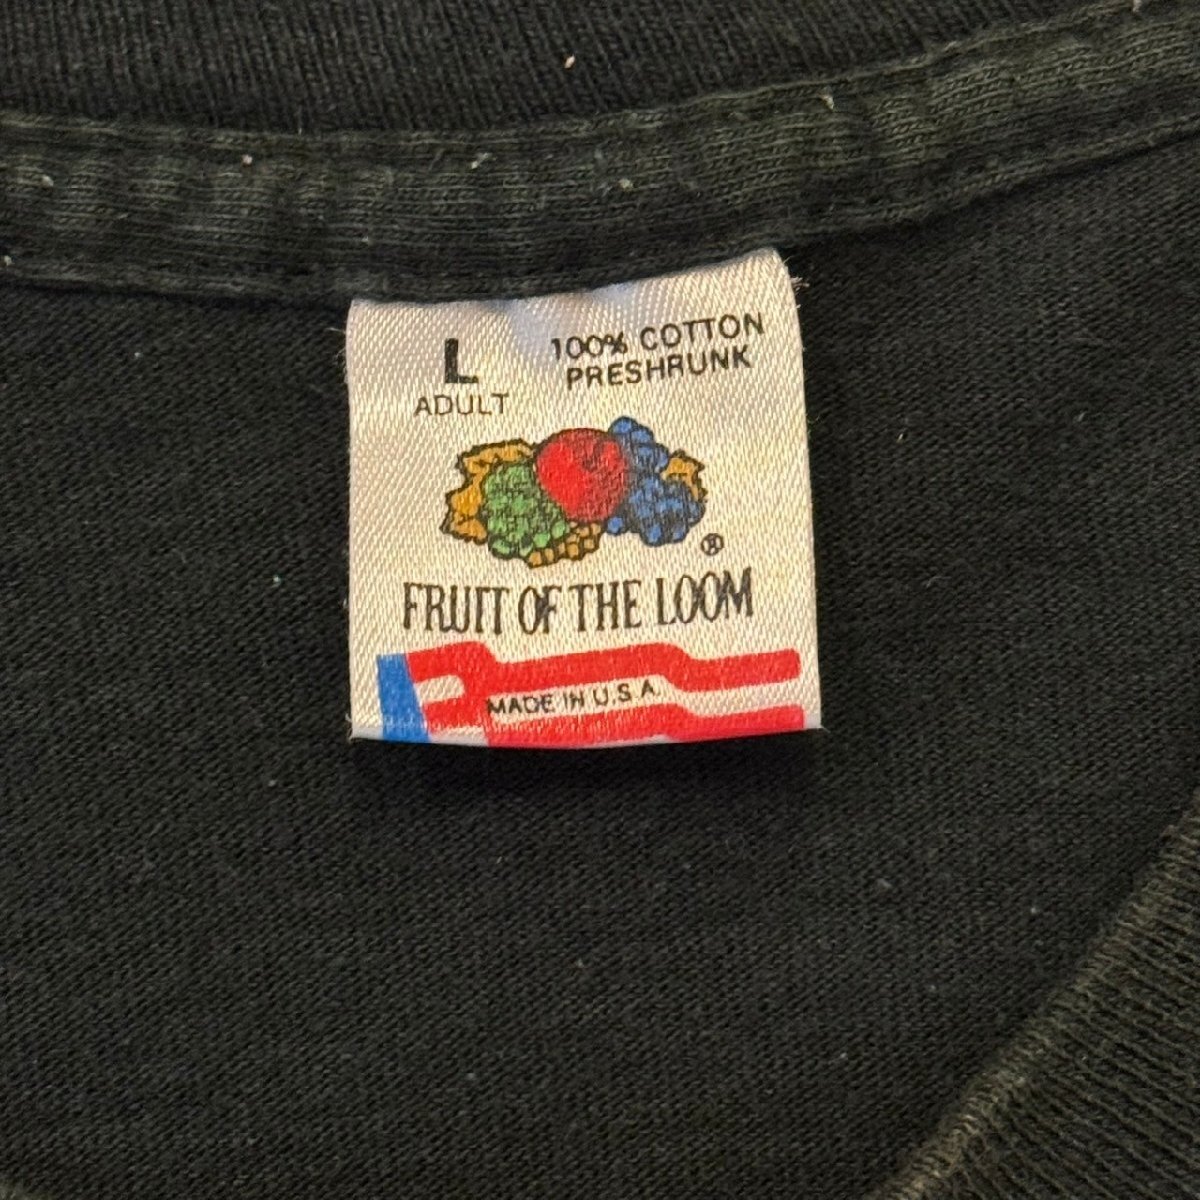 L
ADULT
100% COTTON
PRESHRUNK
®
FRUIT OF THE LOOM
MADE IN U.S.A.